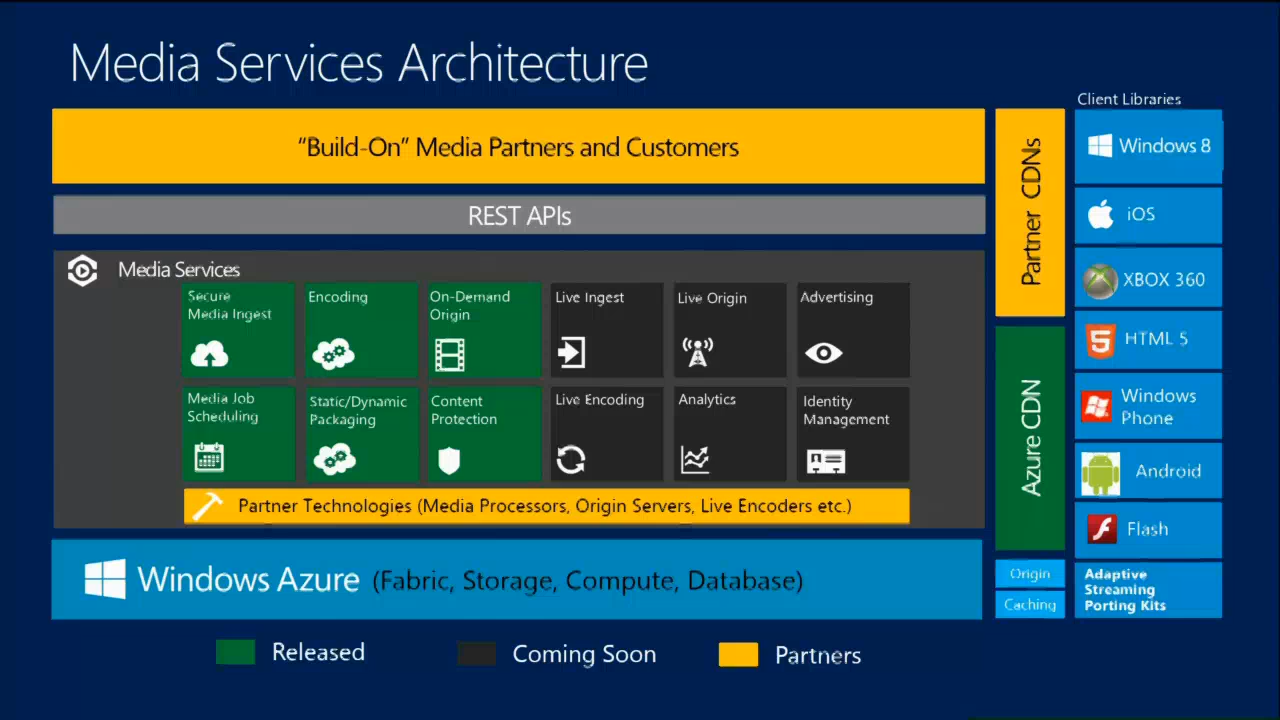 Media Services Architecture
Client Libraries
"Build-On" Media Partners and Customers
REST APIs
Media Services
Secure
Media Ingest
Encoding
On-Demand
Origin
Live Ingest
Live Origin
Advertising
Media Job
Scheduling
Static/Dynamic
Packaging
Content
Protection
Live Encoding
Analytics
Identity
Management
Partner Technologies (Media Processors, Origin Servers, Live Encoders etc.)
Windows Azure (Fabric, Storage, Compute, Database)
Partner CDNs
Azure CDN
Origin
Caching
Windows 8
iOS
XBOX 360
5
HTML 5
Windows
Phone
Android
Flash
Adaptive
Streaming
Porting Kits
Released
Coming Soon
Partners